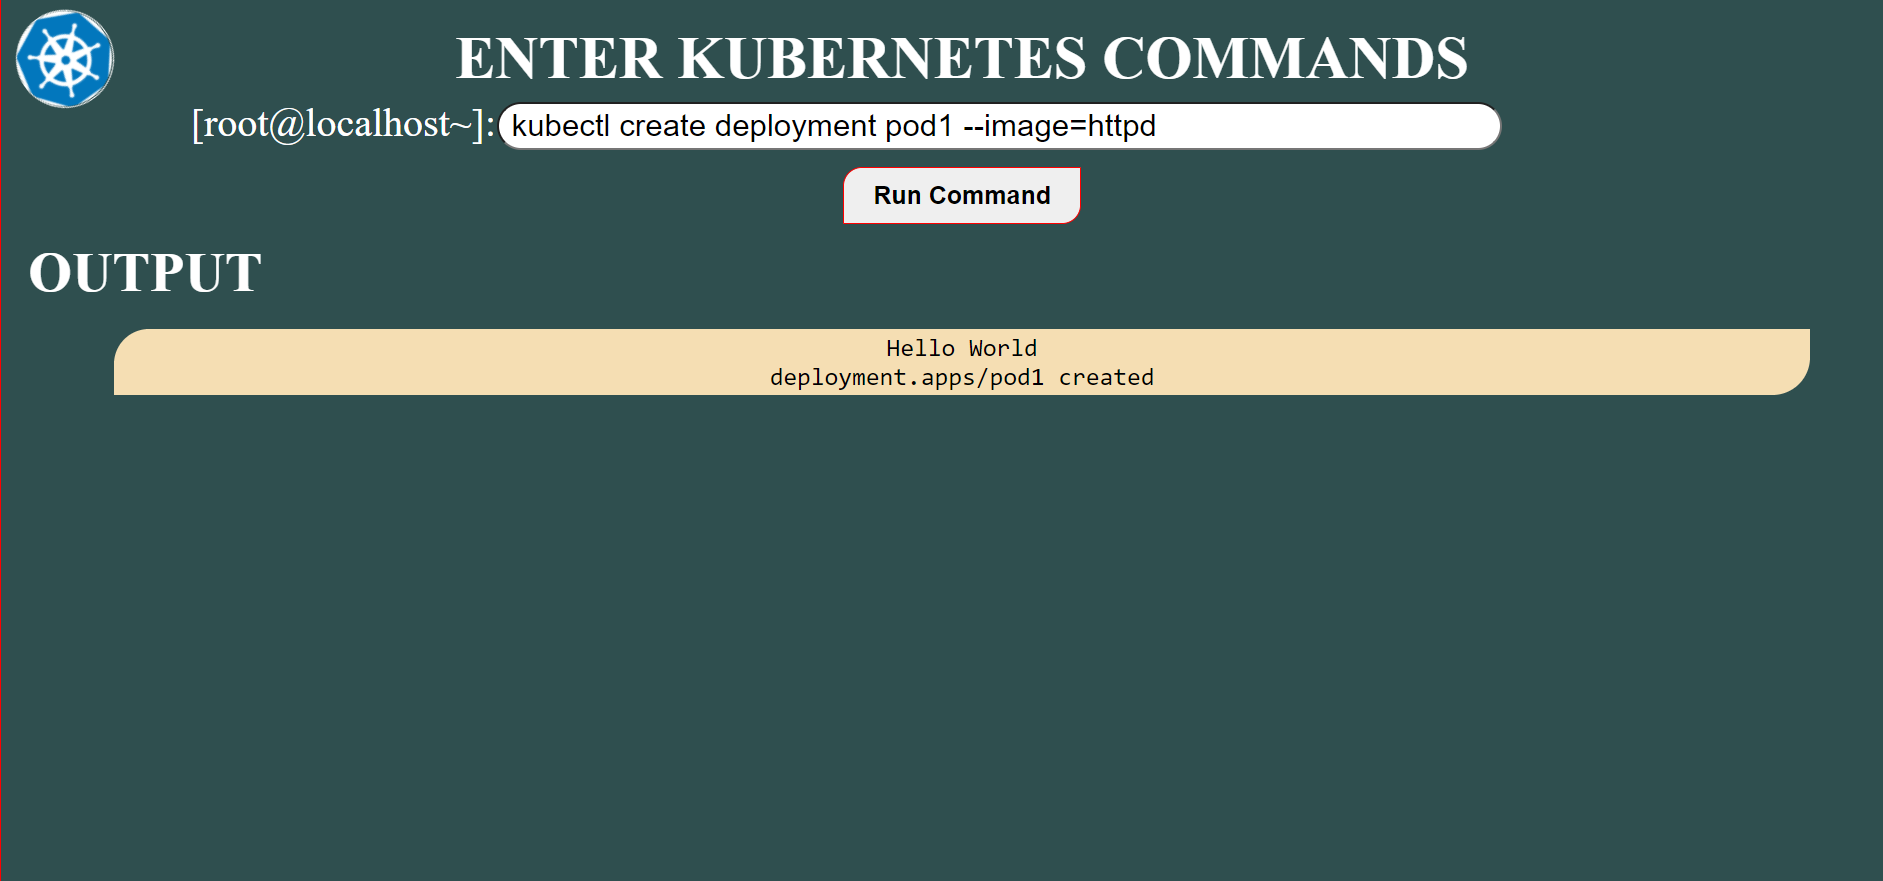 ENTER KUBERNETES COMMANDS
[root@localhost~]: kubectl create deployment pod1 --image=httpd
Run Command
OUTPUT
Hello World
deployment.apps/pod1 created